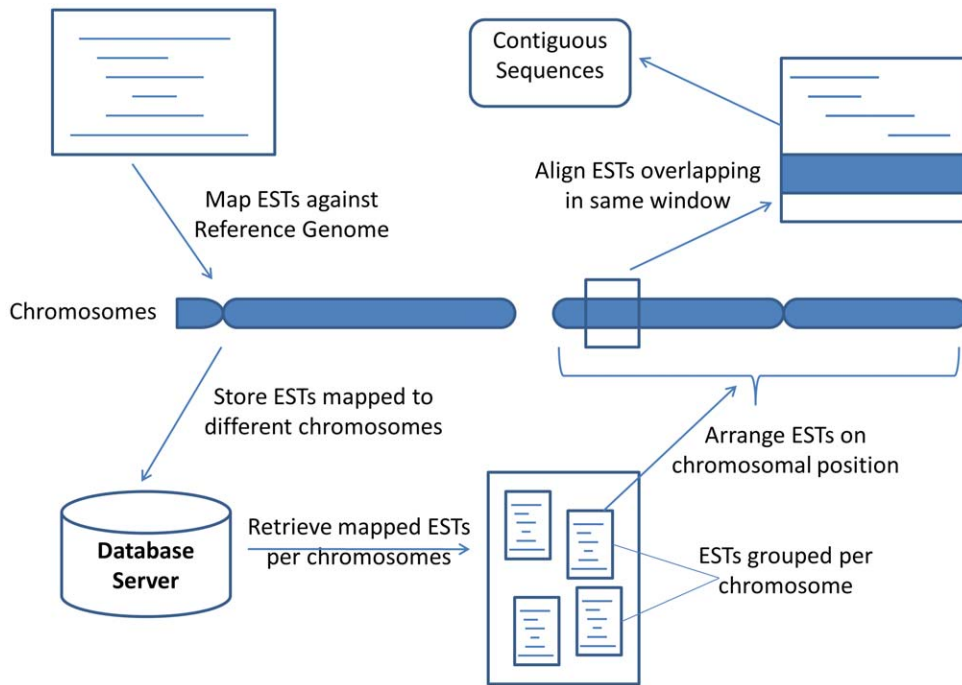 Contiguous
Sequences
Map ESTs against
Reference Genome
Align ESTs overlapping
in same window
Chromosomes
Store ESTs mapped to
different chromosomes
Arrange ESTs on
chromosomal position
Database
Server
Retrieve mapped ESTs
per chromosomes
ESTs grouped per
chromosome